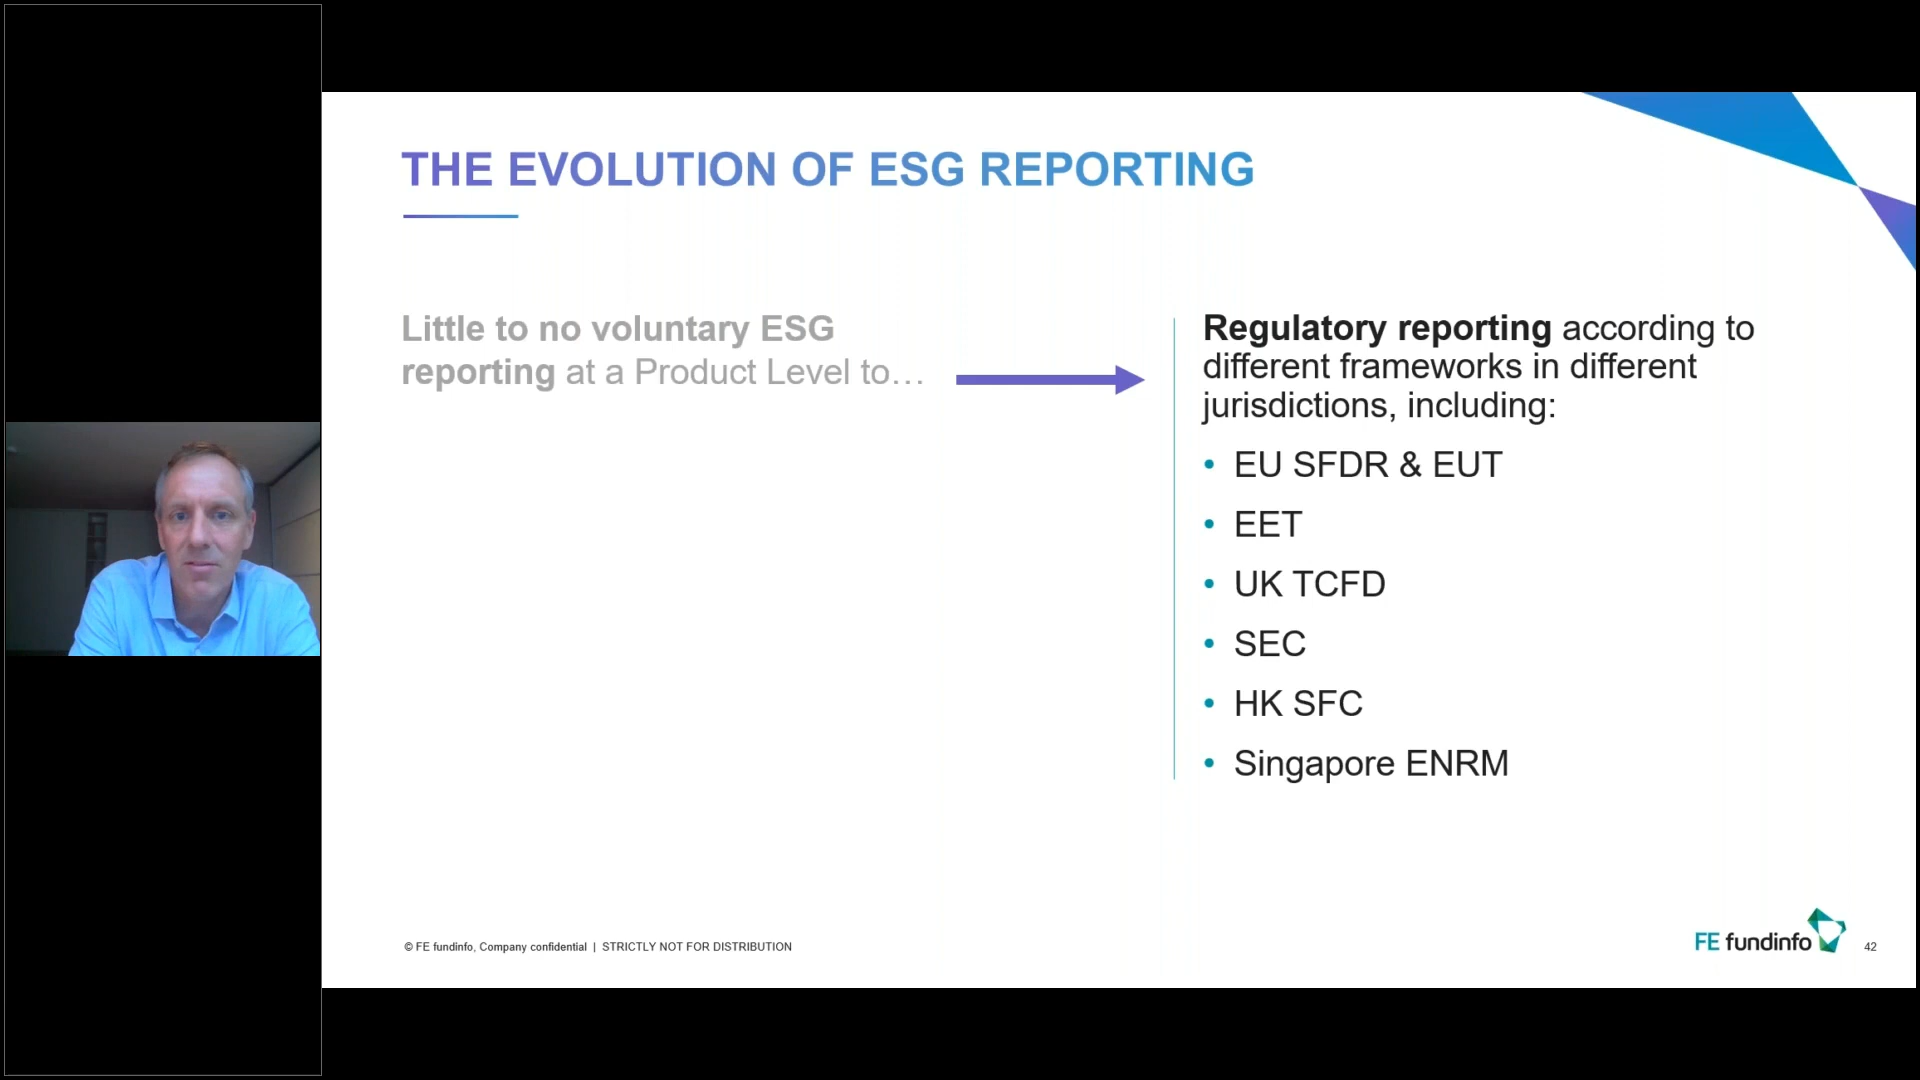 THE EVOLUTION OF ESG REPORTING
Little to no voluntary ESG
reporting at a Product Level to…
Regulatory reporting according to
different frameworks in different
jurisdictions, including:
• EU SFDR & EUT
• EET
• UK TCFD
• SEC
• HK SFC
• Singapore ENRM
© FE fundinfo, Company confidential | STRICTLY NOT FOR DISTRIBUTION
FE fundinfo
42